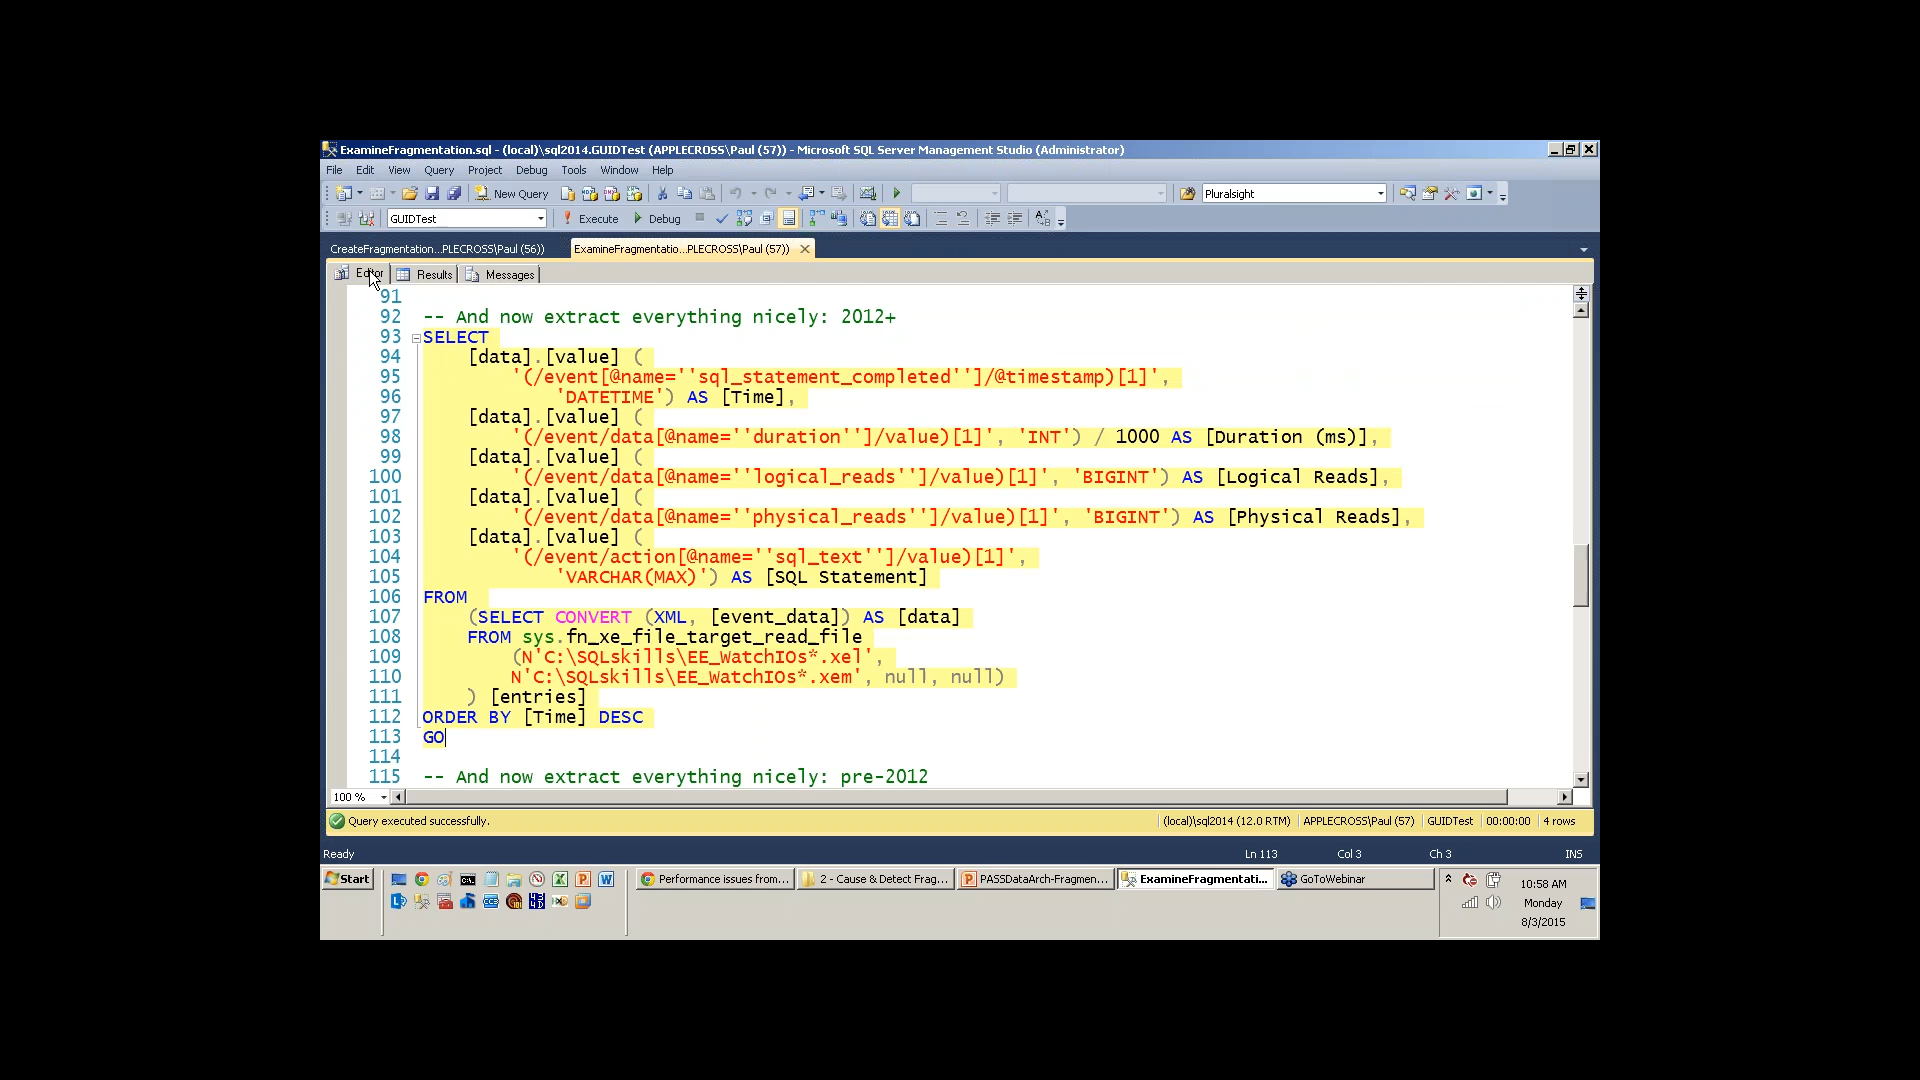 ExamineFragmentation.sql - (local)\sql2014.GUIDTest (APPLECROSS\Paul (57)) - Microsoft SQL Server Management Studio (Administrator)
File Edit View Query Project Debug Tools Window Help
New Query Pluralsight
GUIDTest Execute Debug
CreateFragmentation...PLECROSS\Paul (56)) ExamineFragmentatio...PLECROSS\Paul (57))
Editor Results Messages
91
92 -- And now extract everything nicely: 2012+
93 SELECT
94 [data].[value] (
95 '(/event[@name=''sql_statement_completed'']/@timestamp)[1]',
96 'DATETIME') AS [Time],
97 [data].[value] (
98 '(/event/data[@name=''duration'']/value)[1]', 'INT') / 1000 AS [Duration (ms)],
99 [data].[value] (
100 '(/event/data[@name=''logical_reads'']/value)[1]', 'BIGINT') AS [Logical Reads],
101 [data].[value] (
102 '(/event/data[@name=''physical_reads'']/value)[1]', 'BIGINT') AS [Physical Reads],
103 [data].[value] (
104 '(/event/action[@name=''sql_text'']/value)[1]',
105 'VARCHAR(MAX)') AS [SQL Statement]
106 FROM
107 (SELECT CONVERT (XML, [event_data]) AS [data]
108 FROM sys.fn_xe_file_target_read_file
109 (N'C:\SQLskills\EE_WatchIOs*.xel',
110 N'C:\SQLskills\EE_WatchIOs*.xem', null, null)
111 ) [entries]
112 ORDER BY [Time] DESC
113 GO
114
115 -- And now extract everything nicely: pre-2012
100 %
Query executed successfully. (local)\sql2014 (12.0 RTM) APPLECROSS\Paul (57) GUIDTest 00:00:00 4 rows
Ready Ln 113 Col 3 Ch 3 INS
Start Performance issues from... 2 - Cause & Detect Frag... PASSDataArch-Fragmen... ExamineFragmentati... GoToWebinar
10:58 AM
Monday
8/3/2015